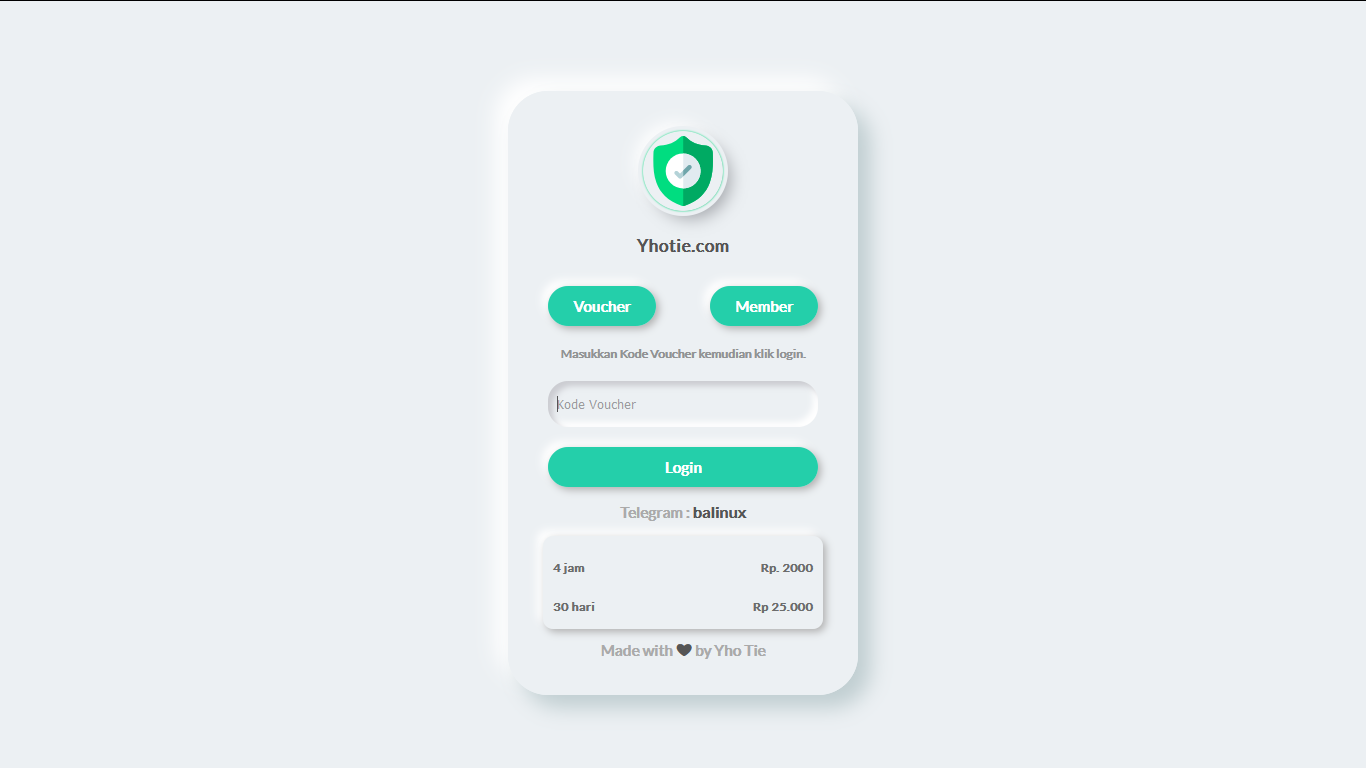 Yhotie.com
Voucher Member
Masukkan Kode Voucher kemudian klik login.
Kode Voucher
Login
Telegram : balinux
4 jam Rp. 2000
30 hari Rp 25.000
Made with ♥ by Yho Tie